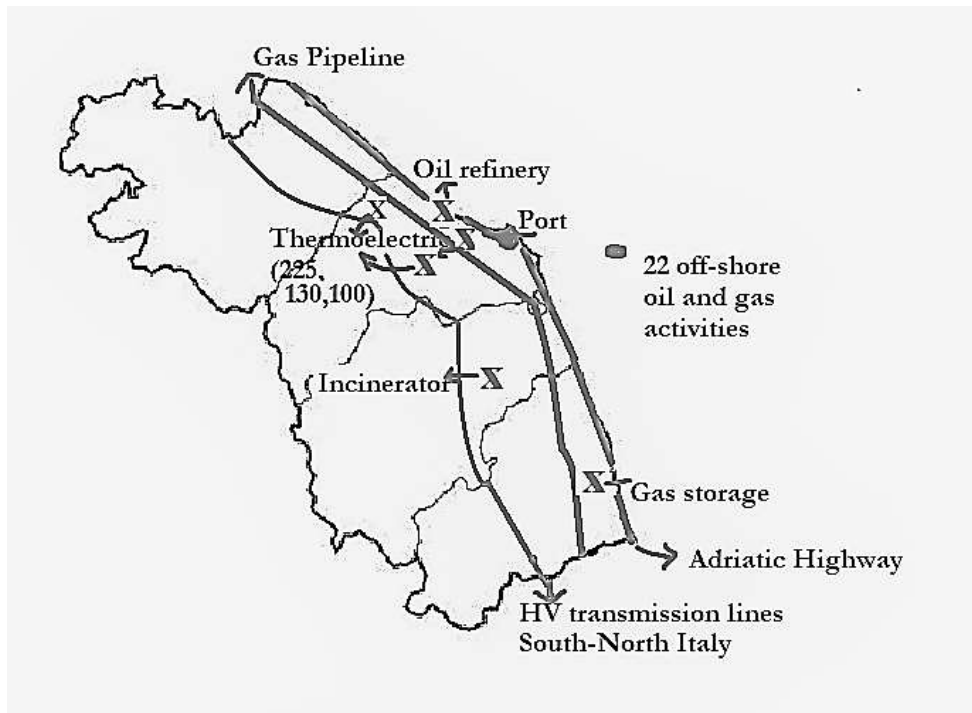 Gas Pipeline
Oil refinery
X
X
Port
Thermoelectric
X
X
(225,
130,100)
22 off-shore
oil and gas
activities
( Incinerator
X
X
Gas storage
Adriatic Highway
HV transmission lines
South-North Italy